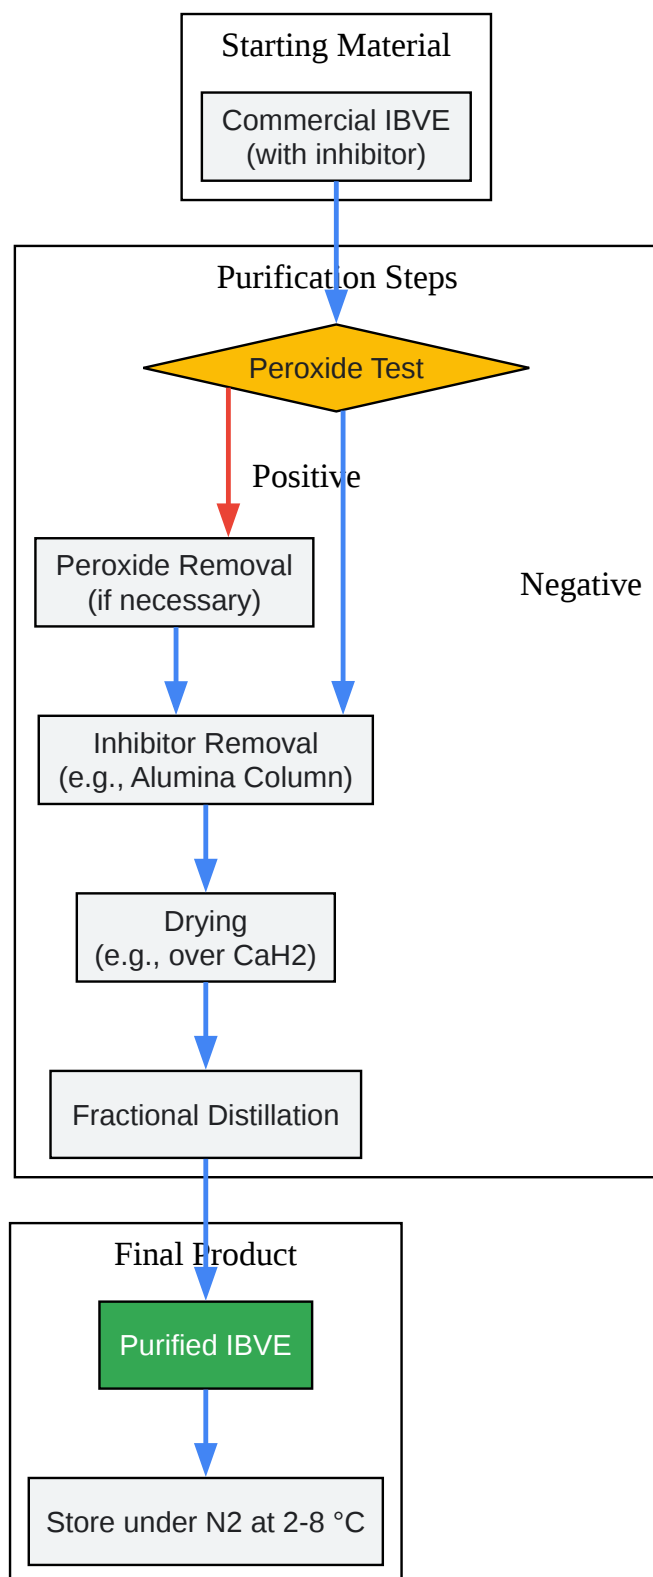 Starting Material
Commercial IBVE
(with inhibitor)
Purification Steps
Peroxide Test
Positive
Peroxide Removal
(if necessary)
Negative
Inhibitor Removal
(e.g., Alumina Column)
Drying
(e.g., over CaH2)
Fractional Distillation
Final Product
Purified IBVE
Store under N2 at 2-8 °C